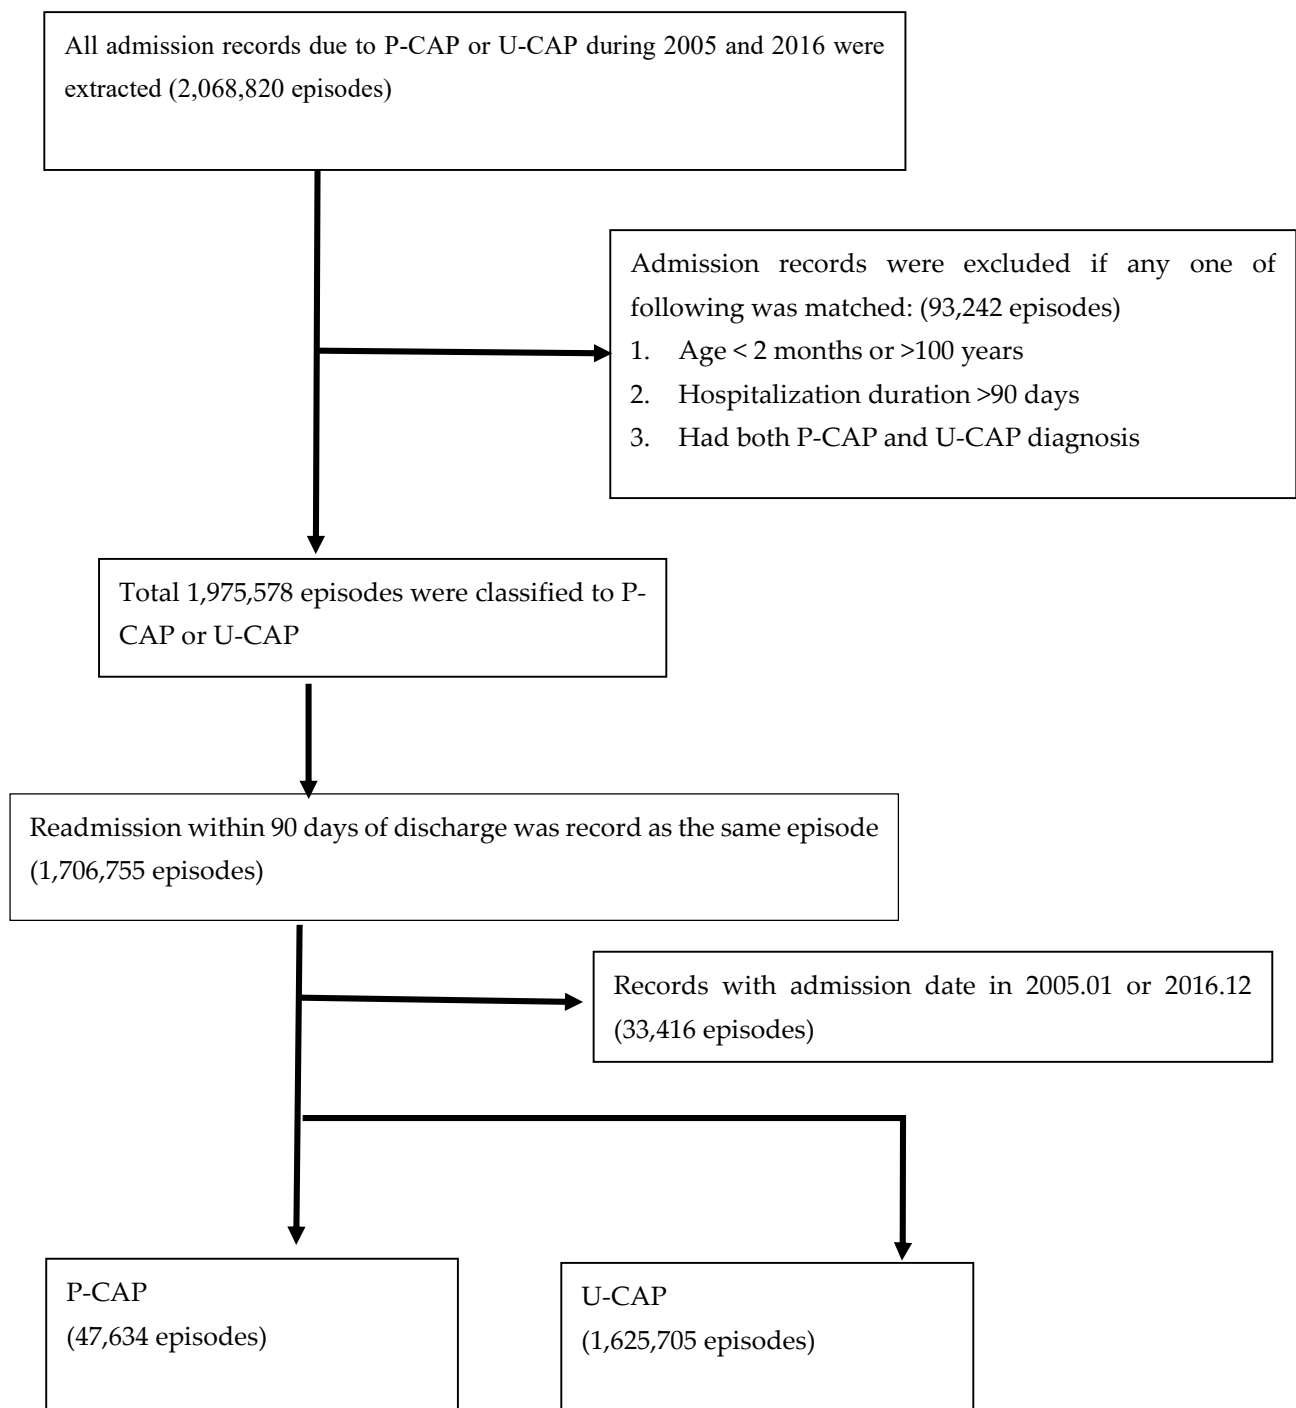 All admission records due to P-CAP or U-CAP during 2005 and 2016 were
extracted (2,068,820 episodes)
Admission records were excluded if any one of
following was matched: (93,242 episodes)
1. Age < 2 months or >100 years
2. Hospitalization duration >90 days
3. Had both P-CAP and U-CAP diagnosis
Total 1,975,578 episodes were classified to P-
CAP or U-CAP
Readmission within 90 days of discharge was record as the same episode
(1,706,755 episodes)
Records with admission date in 2005.01 or 2016.12
(33,416 episodes)
P-CAP
(47,634 episodes)
U-CAP
(1,625,705 episodes)